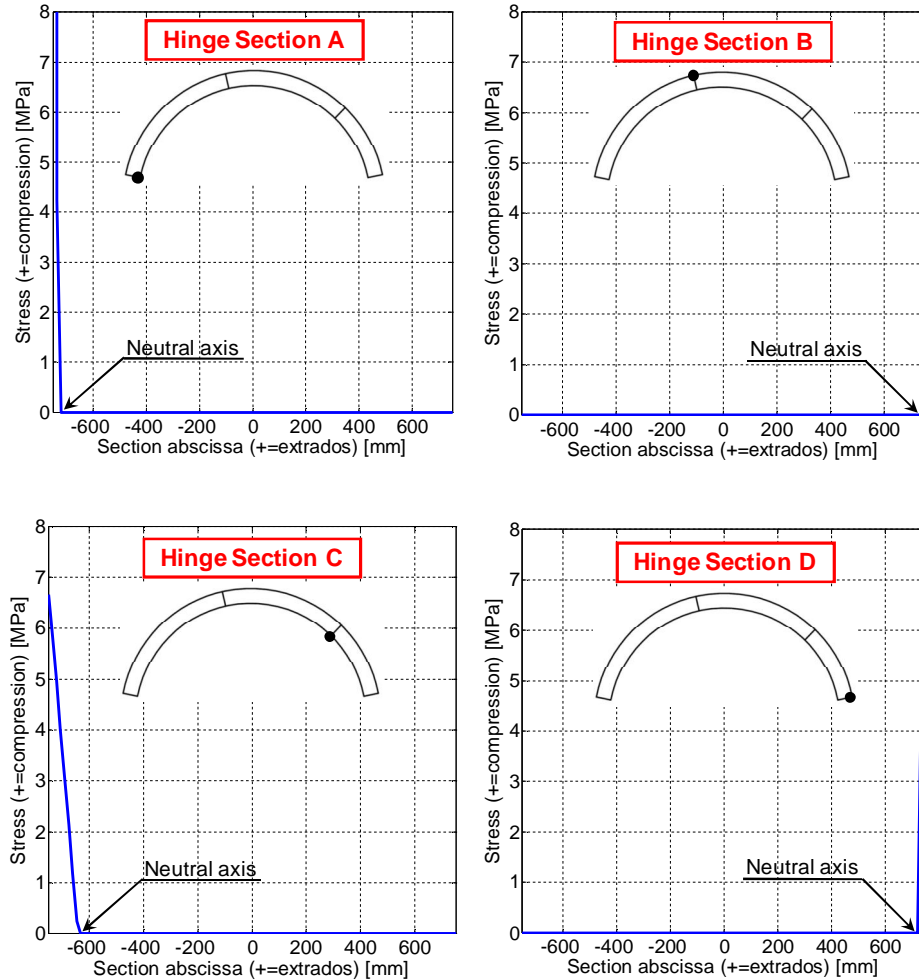 Hinge Section A
Stress (+=compression) [MPa]
8
7
6
5
4
3
2
1
0
Neutral axis
-600 -400 -200 0 200 400 600
Section abscissa (+=extrados) [mm]
Hinge Section B
Stress (+=compression) [MPa]
8
7
6
5
4
3
2
1
0
Neutral axis
-600 -400 -200 0 200 400 600
Section abscissa (+=extrados) [mm]
Hinge Section C
Stress (+=compression) [MPa]
8
7
6
5
4
3
2
1
0
Neutral axis
-600 -400 -200 0 200 400 600
Section abscissa (+=extrados) [mm]
Hinge Section D
Stress (+=compression) [MPa]
8
7
6
5
4
3
2
1
0
Neutral axis
-600 -400 -200 0 200 400 600
Section abscissa (+=extrados) [mm]